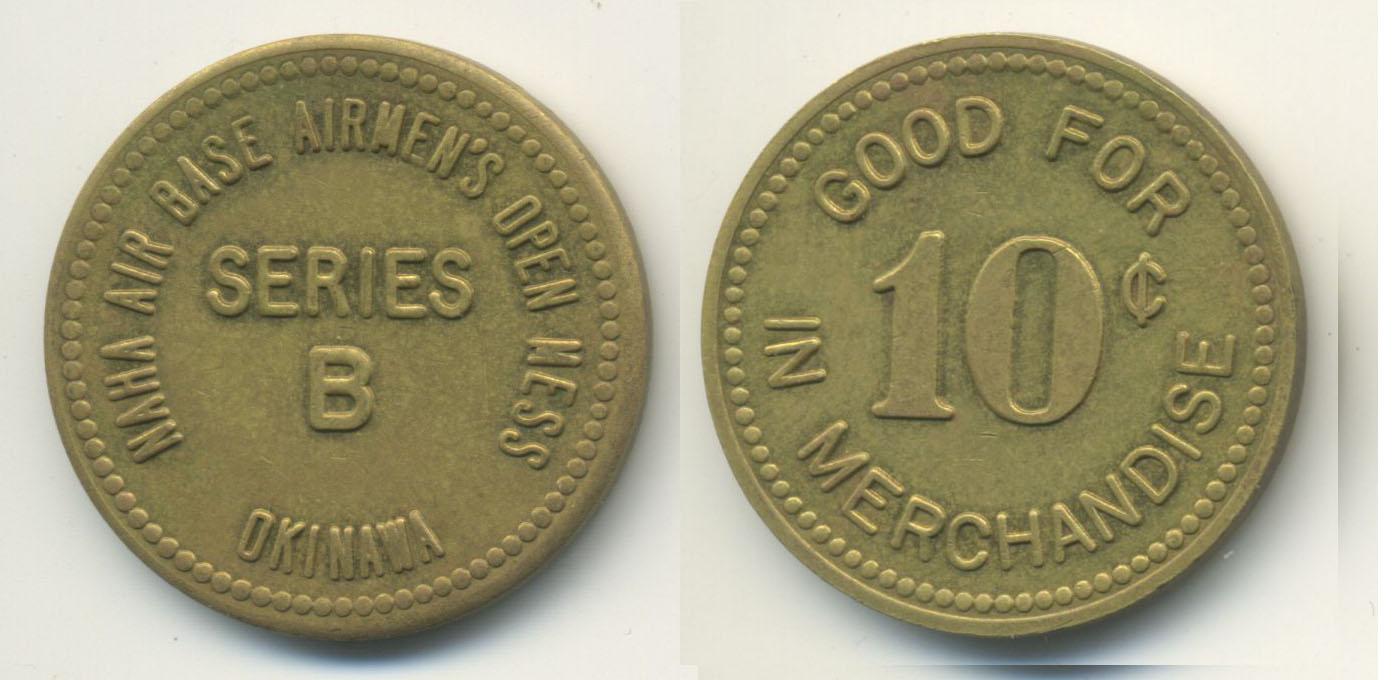 NAHA AIR BASE AIRMEN'S OPEN MESS
SERIES
B
OKINAWA
GOOD FOR
10¢
IN MERCHANDISE